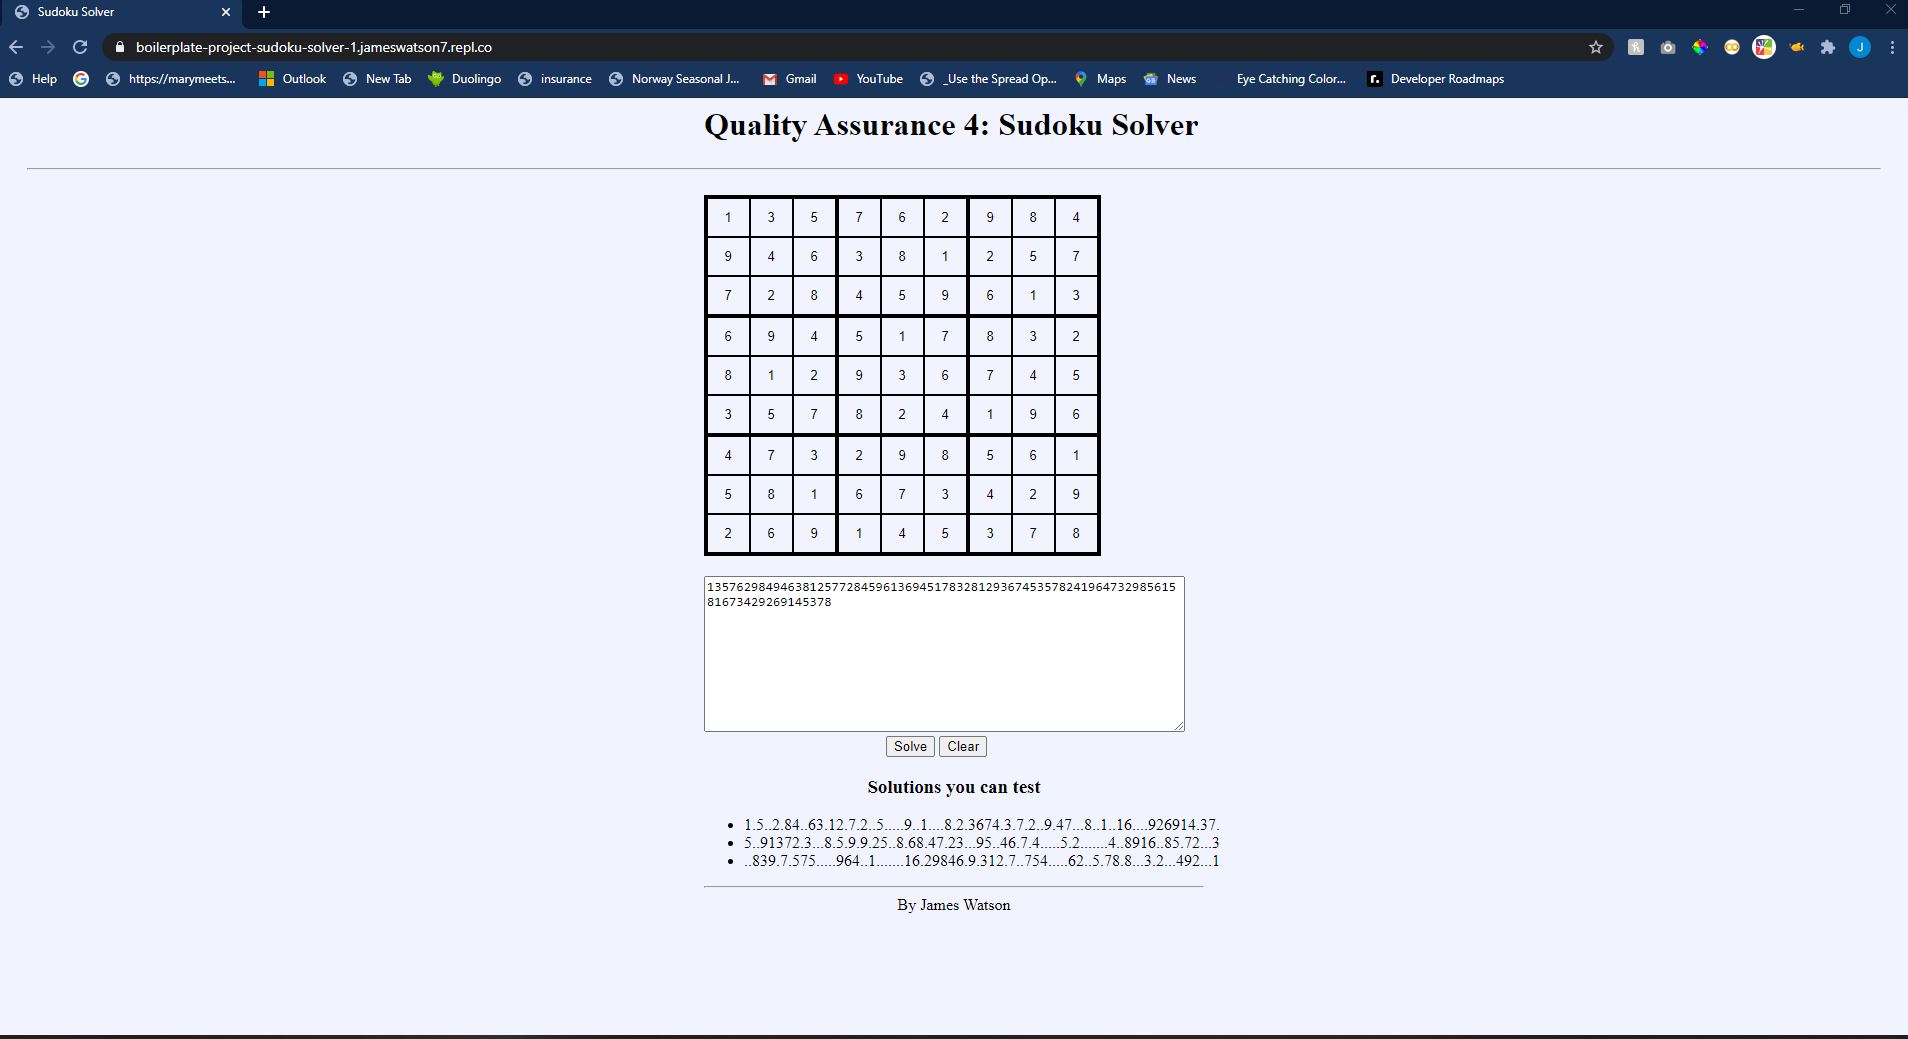 Sudoku Solver
boilerplate-project-sudoku-solver-1.jameswatson7.repl.co
J
Help https://marymeets... Outlook New Tab Duolingo insurance Norway Seasonal J... Gmail YouTube _Use the Spread Op... Maps News Eye Catching Color... r. Developer Roadmaps
Quality Assurance 4: Sudoku Solver
1 3 5 7 6 2 9 8 4
9 4 6 3 8 1 2 5 7
7 2 8 4 5 9 6 1 3
6 9 4 5 1 7 8 3 2
8 1 2 9 3 6 7 4 5
3 5 7 8 2 4 1 9 6
4 7 3 2 9 8 5 6 1
5 8 1 6 7 3 4 2 9
2 6 9 1 4 5 3 7 8
1357629849463812577284596136945178328129367453578241964732985615
81673429269145378
Solve Clear
Solutions you can test
1.5..2.84..63.12.7.2..5.....9..1....8.2.3674.3.7.2..9.47...8..1..16....926914.37.
5..91372.3...8.5.9.9.25..8.68.47.23...95..46.7.4.....5.2.......4..8916..85.72...3
..839.7.575.....964..1.......16.29846.9.312.7..754.....62..5.78.8...3.2...492...1
By James Watson